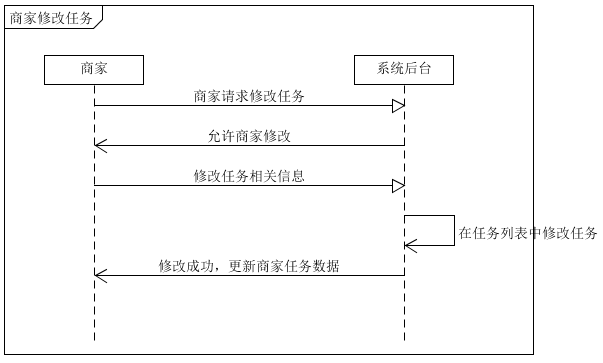 商家修改任务
商家
系统后台
商家请求修改任务
允许商家修改
修改任务相关信息
在任务列表中修改任务
修改成功，更新商家任务数据